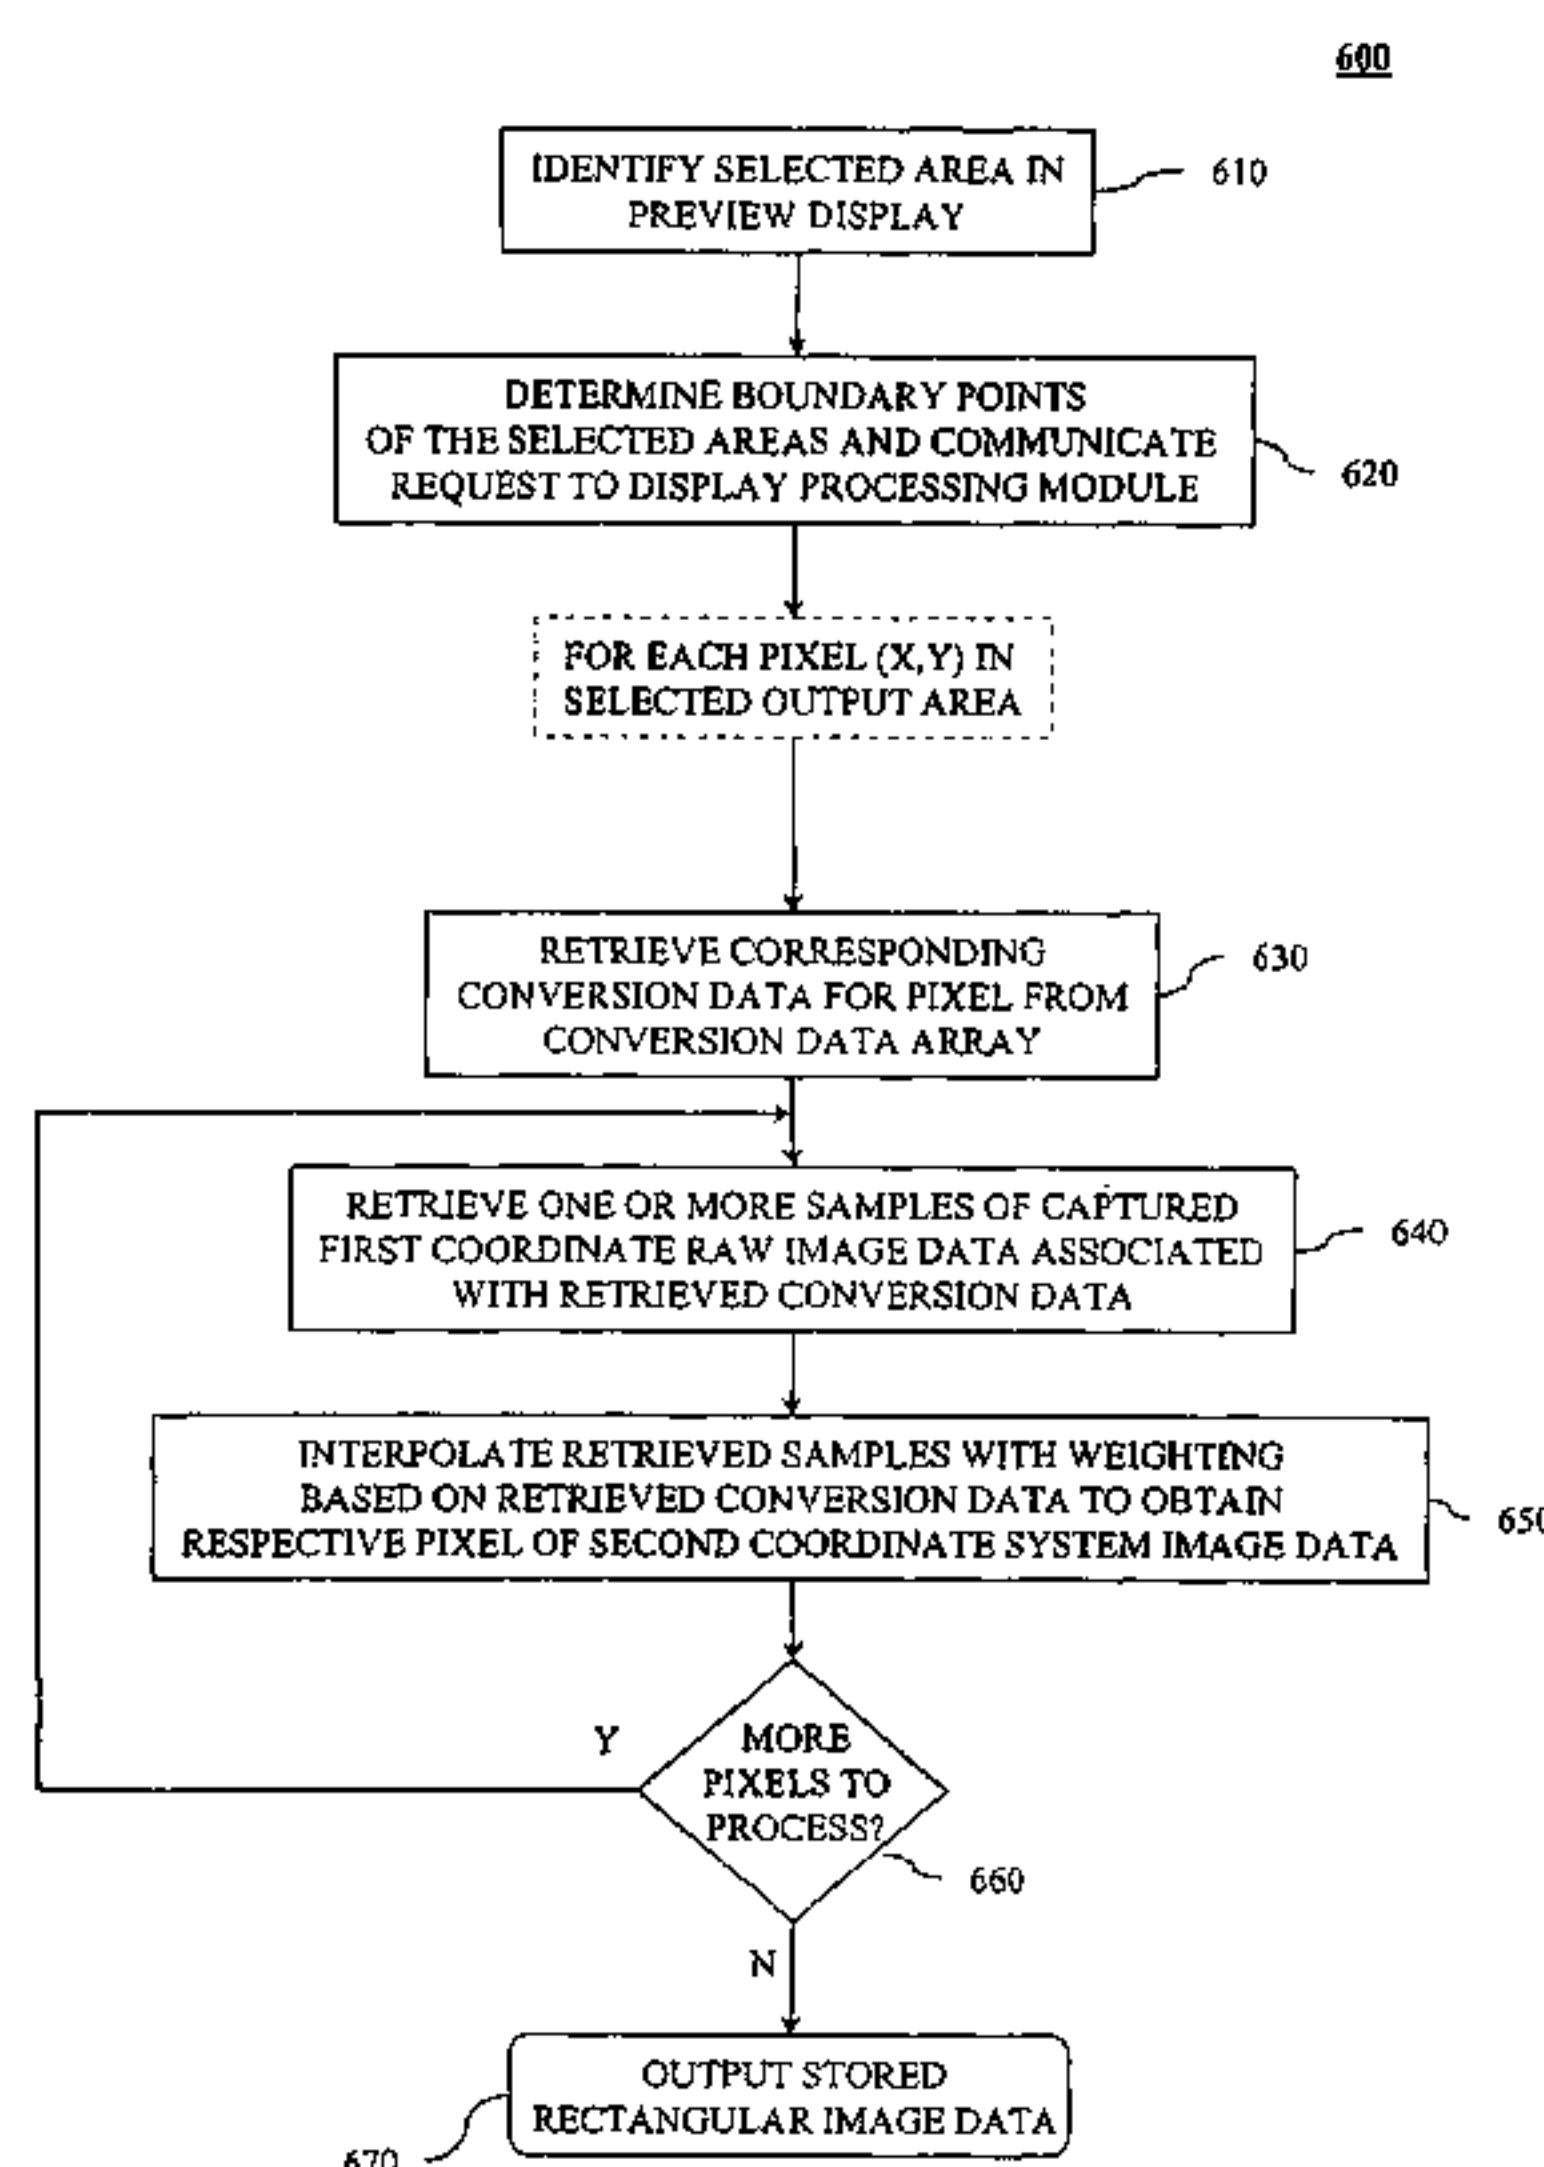 600
IDENTIFY SELECTED AREA IN
PREVIEW DISPLAY
610
DETERMINE BOUNDARY POINTS
OF THE SELECTED AREAS AND COMMUNICATE
REQUEST TO DISPLAY PROCESSING MODULE
620
FOR EACH PIXEL (X,Y) IN
SELECTED OUTPUT AREA
RETRIEVE CORRESPONDING
CONVERSION DATA FOR PIXEL FROM
CONVERSION DATA ARRAY
630
RETRIEVE ONE OR MORE SAMPLES OF CAPTURED
FIRST COORDINATE RAW IMAGE DATA ASSOCIATED
WITH RETRIEVED CONVERSION DATA
640
INTERPOLATE RETRIEVED SAMPLES WITH WEIGHTING
BASED ON RETRIEVED CONVERSION DATA TO OBTAIN
RESPECTIVE PIXEL OF SECOND COORDINATE SYSTEM IMAGE DATA
650
Y
MORE
PIXELS TO
PROCESS?
660
N
OUTPUT STORED
RECTANGULAR IMAGE DATA
670